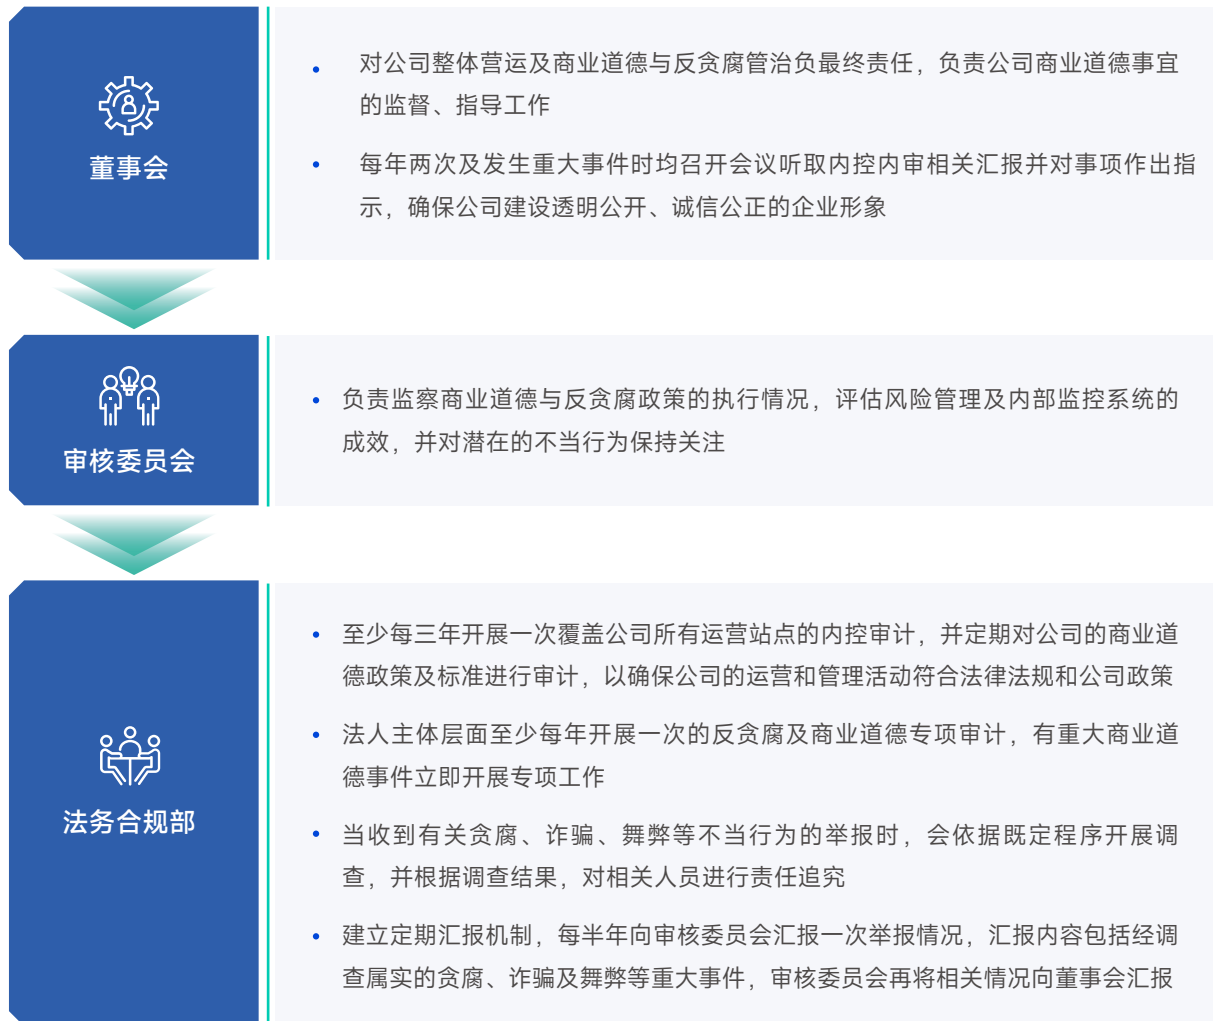 董事会
• 对公司整体营运及商业道德与反贪腐管治负最终责任，负责公司商业道德事宜
的监督、指导工作
• 每年两次及发生重大事件时均召开会议听取内控内审相关汇报并对事项作出指
示，确保公司建设透明公开、诚信公正的企业形象
审核委员会
• 负责监察商业道德与反贪腐政策的执行情况，评估风险管理及内部监控系统的
成效，并对潜在的不当行为保持关注
法务合规部
• 至少每三年开展一次覆盖公司所有运营站点的内控审计，并定期对公司的商业道
德政策及标准进行审计，以确保公司的运营和管理活动符合法律法规和公司政策
• 法人主体层面至少每年开展一次的反贪腐及商业道德专项审计，有重大商业道
德事件立即开展专项工作
• 当收到有关贪腐、诈骗、舞弊等不当行为的举报时，会依据既定程序开展调
查，并根据调查结果，对相关人员进行责任追究
• 建立定期汇报机制，每半年向审核委员会汇报一次举报情况，汇报内容包括经调
查属实的贪腐、诈骗及舞弊等重大事件，审核委员会再将相关情况向董事会汇报